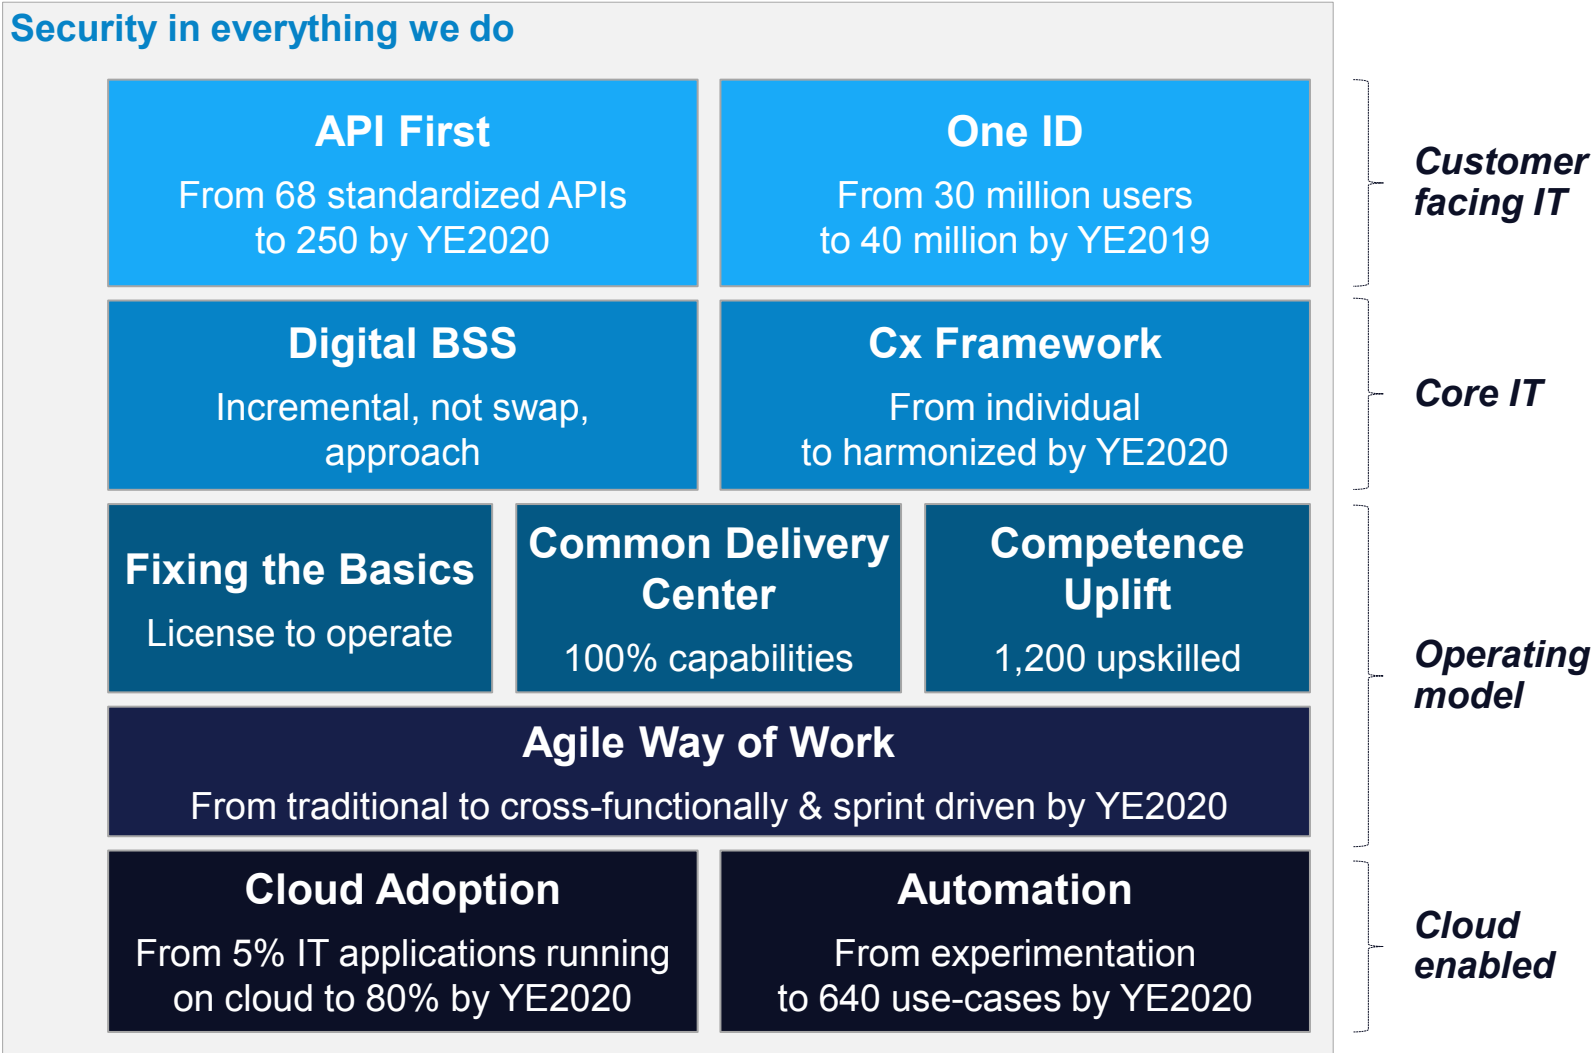 Security in everything we do
API First
From 68 standardized APIs
to 250 by YE2020
One ID
From 30 million users
to 40 million by YE2019
Customer
facing IT
Digital BSS
Incremental, not swap,
approach
Cx Framework
From individual
to harmonized by YE2020
Core IT
Fixing the Basics
License to operate
Common Delivery
Center
100% capabilities
Competence
Uplift
1,200 upskilled
Agile Way of Work
From traditional to cross-functionally & sprint driven by YE2020
Operating
model
Cloud Adoption
From 5% IT applications running
on cloud to 80% by YE2020
Automation
From experimentation
to 640 use-cases by YE2020
Cloud
enabled